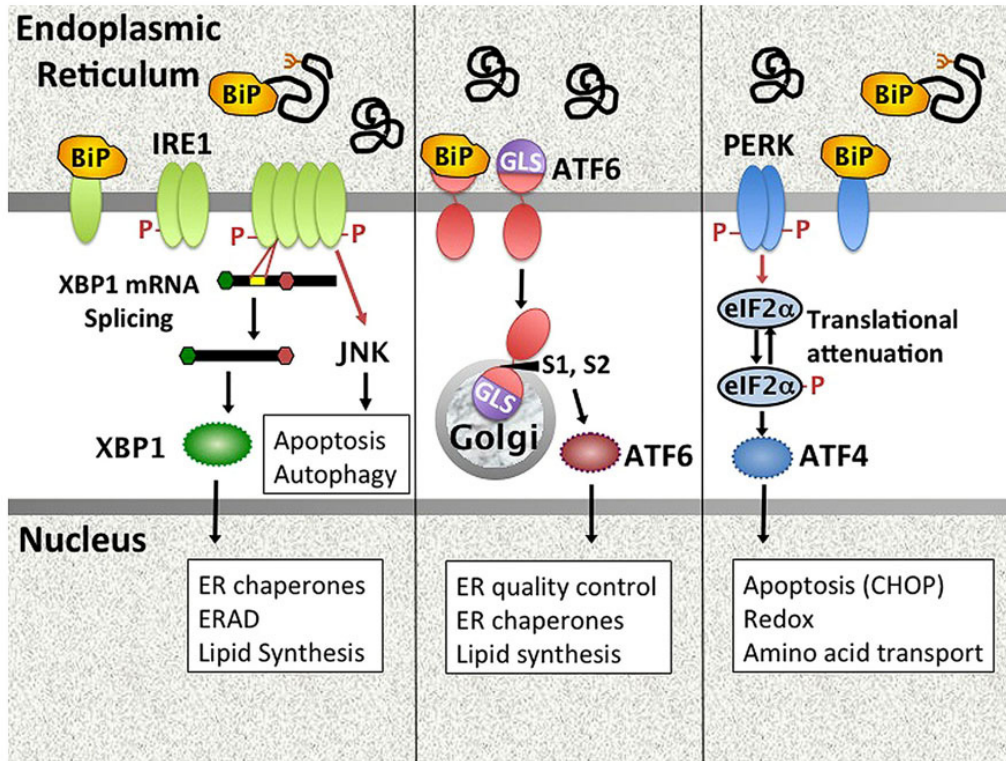 Endoplasmic
Reticulum
BiP
BiP
IRE1
P
P
P
XBP1 mRNA
Splicing
JNK
XBP1
Apoptosis
Autophagy
Nucleus
ER chaperones
ERAD
Lipid Synthesis
BiP
GLS
ATF6
S1, S2
GLS
Golgi
ATF6
ER quality control
ER chaperones
Lipid synthesis
BiP
PERK
BiP
P
P
eIF2α
Translational
attenuation
eIF2α
P
ATF4
Apoptosis (CHOP)
Redox
Amino acid transport